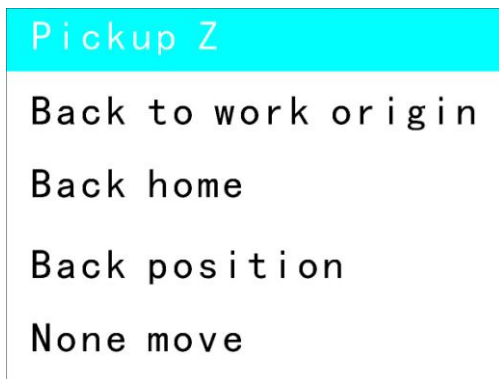 Pickup Z
Back to work origin
Back home
Back position
None move